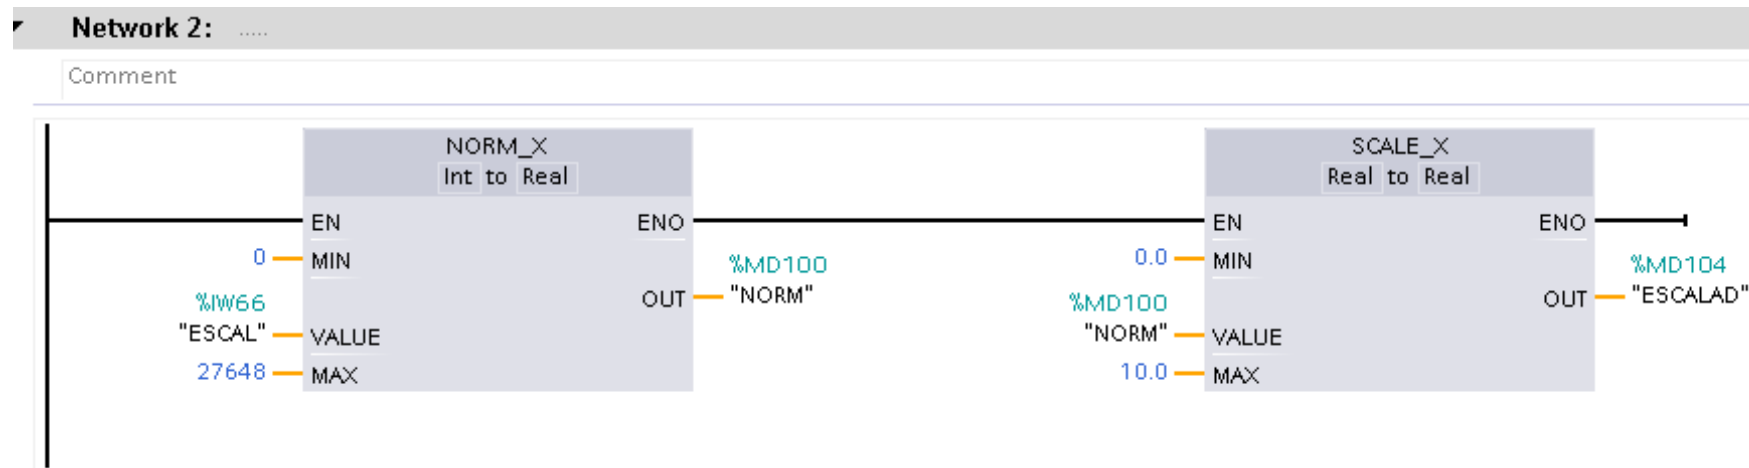 Network 2: .....
Comment
NORM_X
Int to Real
EN ENO
0 MIN
%MD100
%IW66
OUT "NORM"
"ESCAL" VALUE
27648 MAX
SCALE_X
Real to Real
EN ENO
0.0 MIN
%MD104
%MD100
OUT "ESCALAD"
"NORM" VALUE
10.0 MAX